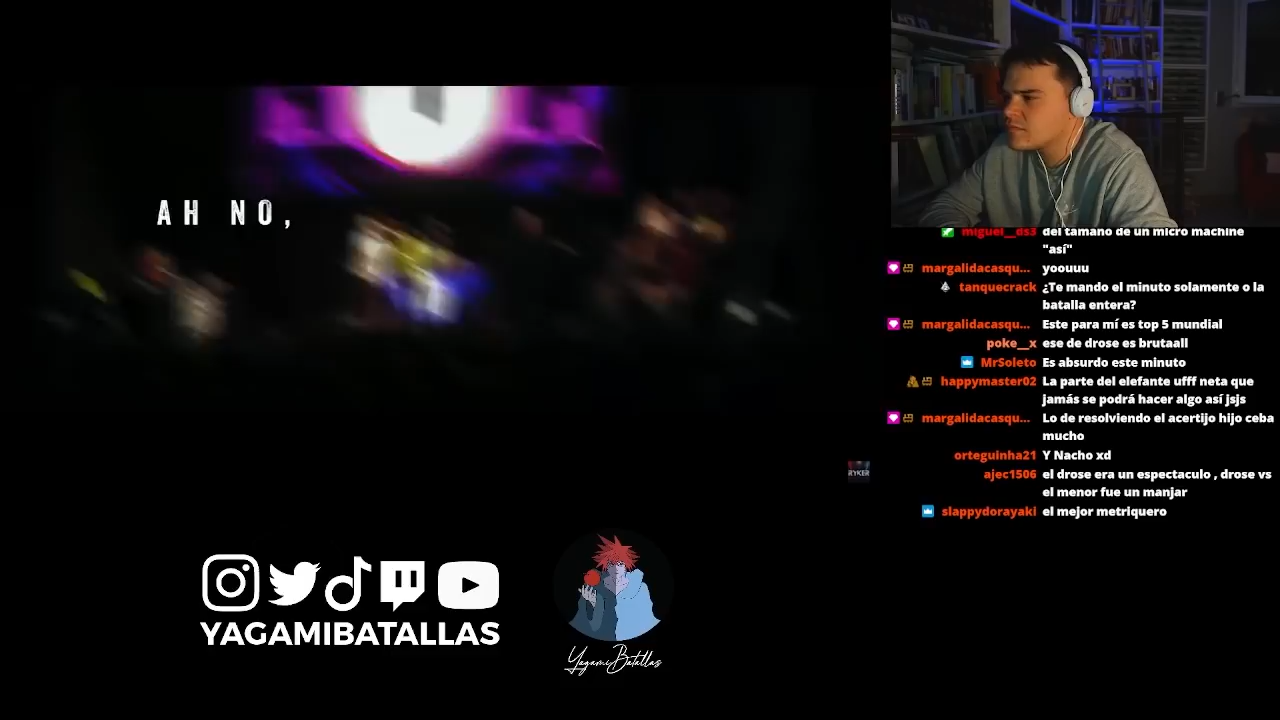 AH NO,
miguel__ds3 del tamaño de un micro machine
"así"
margalidacasqu... yoouuu
tanquecrack ¿Te mando el minuto solamente o la
batalla entera?
margalidacasqu... Este para mí es top 5 mundial
poke__x ese de drose es brutaall
MrSoleto Es absurdo este minuto
happymaster02 La parte del elefante ufff neta que
jamás se podrá hacer algo así jsjs
margalidacasqu... Lo de resolviendo el acertijo hijo ceba
mucho
orteguinha21 Y Nacho xd
ajec1506 el drose era un espectaculo , drose vs
el menor fue un manjar
slappydorayaki el mejor metriquero
RYKER
YAGAMIBATALLAS
YagamiBatallas